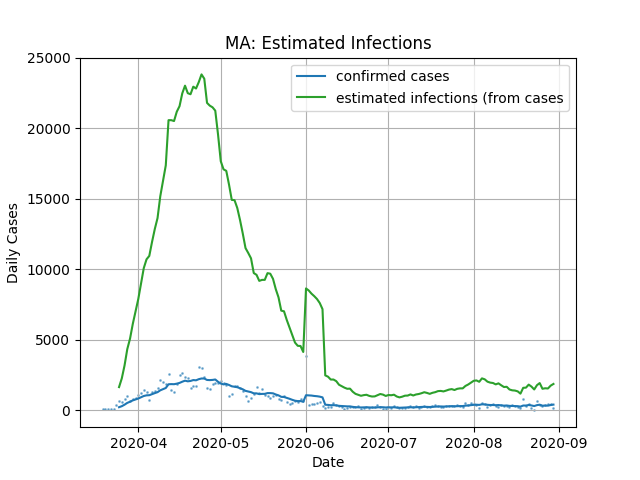 MA: Estimated Infections
25000
20000
15000
10000
5000
0
Daily Cases
confirmed cases
estimated infections (from cases
2020-04 2020-05 2020-06 2020-07 2020-08 2020-09
Date